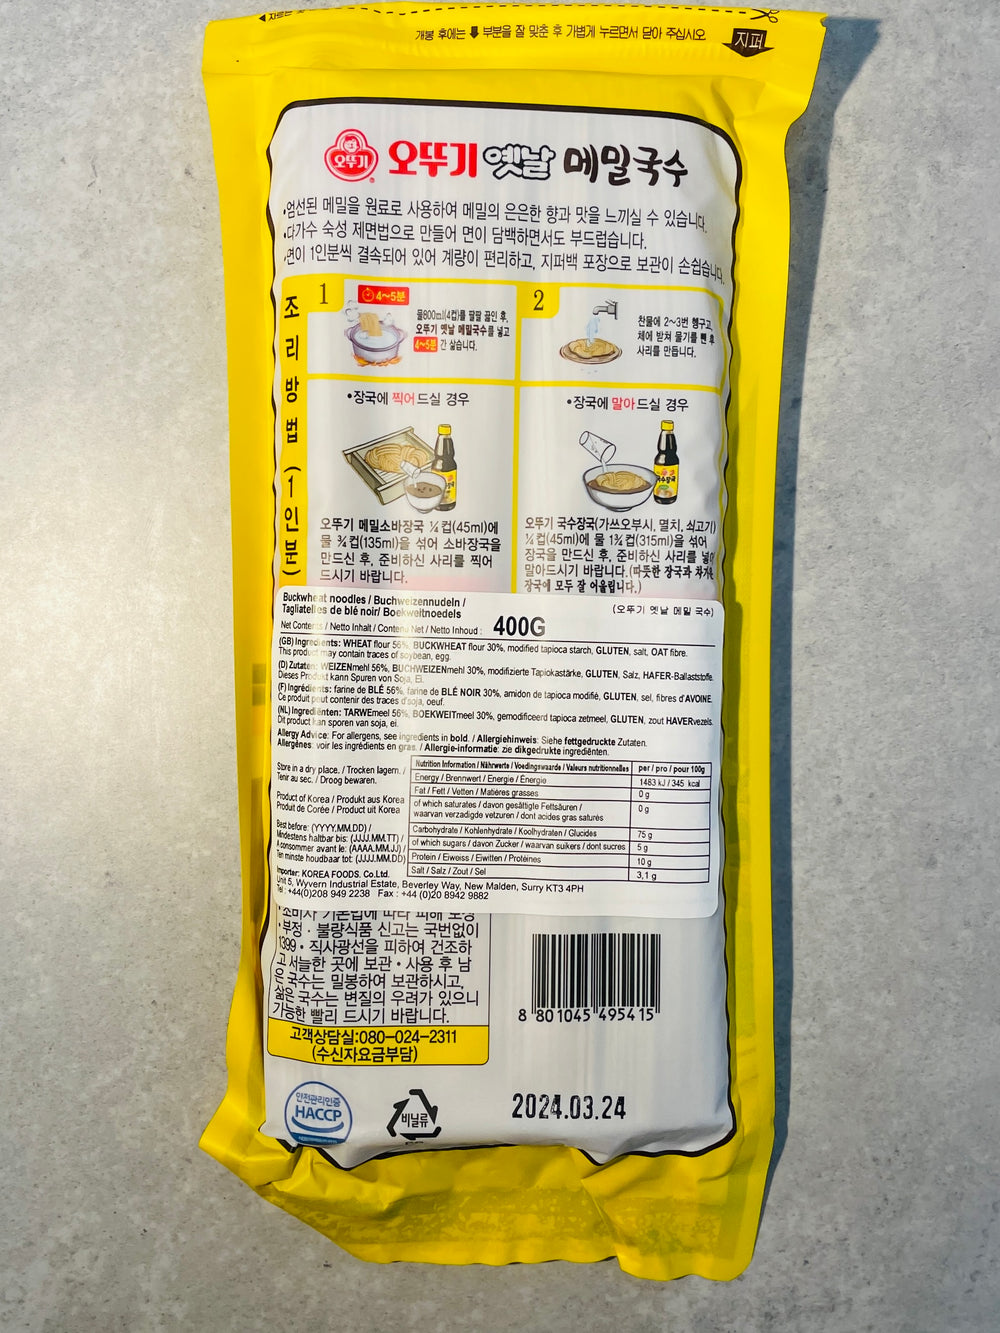 개봉 후에는 부분을 잘 맞춘 후 가볍게 누르면서 닫아 주십시오
지퍼
오뚜기
오뚜기 옛날 메밀국수
•엄선된 메밀을 원료로 사용하여 메밀의 은은한 향과 맛을 느끼실 수 있습니다.
•다가수 숙성 제면법으로 만들어 면이 담백하면서도 부드럽습니다.
•면이 1인분씩 결속되어 있어 계량이 편리하고, 지퍼백 포장으로 보관이 손쉽습니다.
조리방법(1인분)
1
4~5분
물800ml(4컵)를 팔팔 끓인 후,
오뚜기 옛날 메밀국수를 넣고
4~5분 간 삶습니다.
2
찬물에 2~3번 헹구고,
체에 받쳐 물기를 뺀 후
사리를 만듭니다.
•장국에 찍어 드실 경우
오뚜기 메밀소바장국 ¼컵(45ml)에
물 ¾컵(135ml)을 섞어 소바장국을
만드신 후, 준비하신 사리를 찍어
드시기 바랍니다.
•장국에 말아 드실 경우
오뚜기 국수장국(가쓰오부시, 멸치, 쇠고기)
¼컵(45ml)에 물 1¾컵(315ml)을 섞어
장국을 만드신 후, 준비하신 사리를 넣어
말아드시기 바랍니다.(따뜻한 장국과 차가운
장국에 모두 잘 어울립니다.)
Buckwheat noodles / Buchweizennudeln /
Tagliatelles de blé noir/ Boekweitnoedels
(오뚜기 옛날 메밀 국수)
Net Contents / Netto Inhalt / Contenu Net / Netto Inhoud : 400G
(GB) Ingredients: WHEAT flour 56%, BUCKWHEAT flour 30%, modified tapioca starch, GLUTEN, salt, OAT fibre.
This product may contain traces of soybean, egg.
(D) Zutaten: WEIZENmehl 56%, BUCHWEIZENmehl 30%, modifizierte Tapiokastärke, GLUTEN, Salz, HAFER-Ballaststoffe.
Dieses Produkt kann Spuren von Soja, Ei.
(F) Ingrédients: farine de BLÉ 56%, farine de BLÉ NOIR 30%, amidon de tapioca modifié, GLUTEN, sel, fibres d'AVOINE.
Ce produit peut contenir des traces d'soja, oeuf.
(NL) Ingrediënten: TARWEmeel 56%, BOEKWEITmeel 30%, gemodificeerd tapioca zetmeel, GLUTEN, zout HAVERvezels.
Dit product kan sporen van soja, ei.
Allergy Advice: For allergens, see ingredients in bold. / Allergiehinweis: Siehe fettgedruckte Zutaten.
Allergènes: voir les ingrédients en gras. / Allergie-informatie: zie dikgedrukte ingrediënten.
Store in a dry place. / Trocken lagern. /
Tenir au sec. / Droog bewaren.
Product of Korea / Produkt aus Korea
Produit de Corée / Product uit Korea
Best before: (YYYY.MM.DD) /
Mindestens haltbar bis: (JJJJ.MM.TT) /
A consommer avant le: (AAAA.MM.JJ) /
Ten minste houdbaar tot: (JJJJ.MM.DD)
Nutrition Information / Nährwerte / Voedingswaarde / Valeurs nutritionnelles per / pro / pour 100g
Energy / Brennwert / Energie / Énergie 1483 kJ / 345 kcal
Fat / Fett / Vetten / Matières grasses 0 g
of which saturates / davon gesättigte Fettsäuren /
waarvan verzadigde vetzuren / dont acides gras saturés 0 g
Carbohydrate / Kohlenhydrate / Koolhydraten / Glucides 75 g
of which sugars / davon Zucker / waarvan suikers / dont sucres 5 g
Protein / Eiweiss / Eiwitten / Protéines 10 g
Salt / Salz / Zout / Sel 3,1 g
Importer: KOREA FOODS. Co.Ltd.
Unit 5, Wyvern Industrial Estate, Beverley Way, New Malden, Surry KT3 4PH
Tel : +44(0)208 949 2238 Fax : +44 (0)20 8942 9882
•소비자 기본법에 따라 피해 보상
•부정 · 불량식품 신고는 국번없이
1399 • 직사광선을 피하여 건조하
고 서늘한 곳에 보관 • 사용 후 남
은 국수는 밀봉하여 보관하시고,
삶은 국수는 변질의 우려가 있으니
가능한 빨리 드시기 바랍니다.
고객상담실:080-024-2311
(수신자요금부담)
8 801045 495415
안전관리인증
HACCP
비닐류
2024.03.24